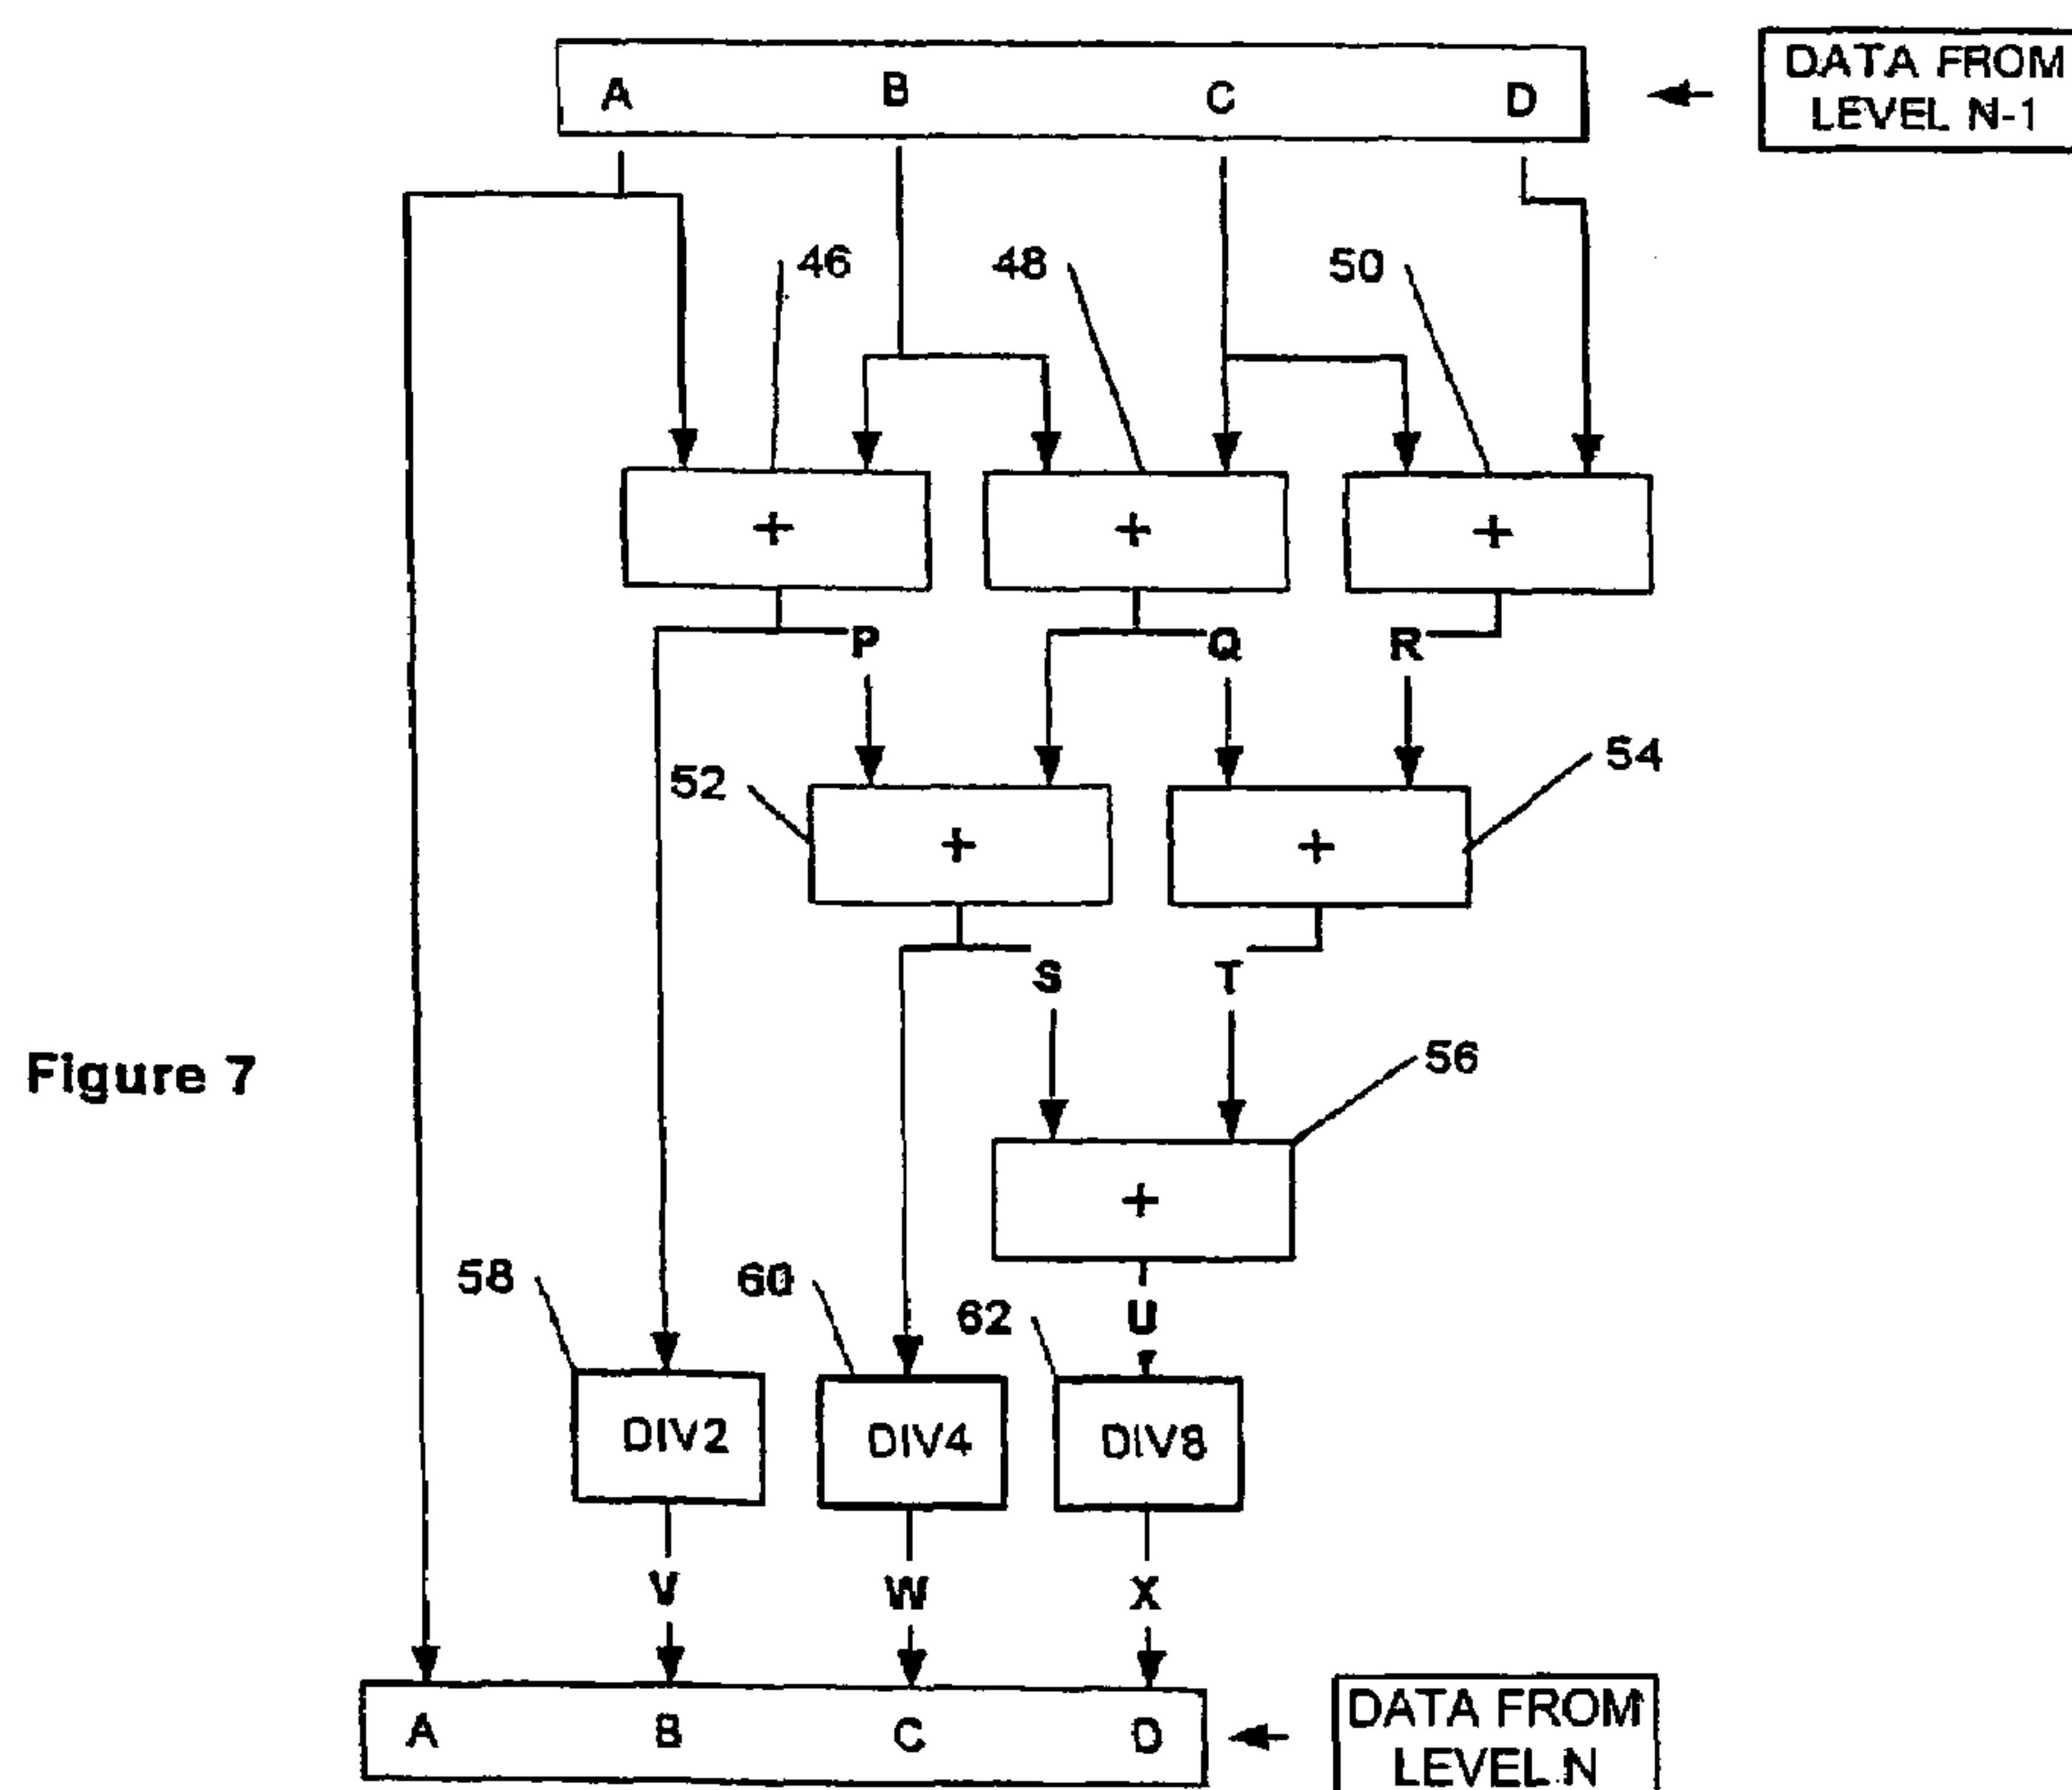 A B C D
DATA FROM
LEVEL N-1
46 48 50
+ + +
P Q R
52 54
+ +
S T
Figure 7
56
+
58 60 62 U
DIV2 DIV4 DIV8
V W X
A B C D
DATA FROM
LEVEL N